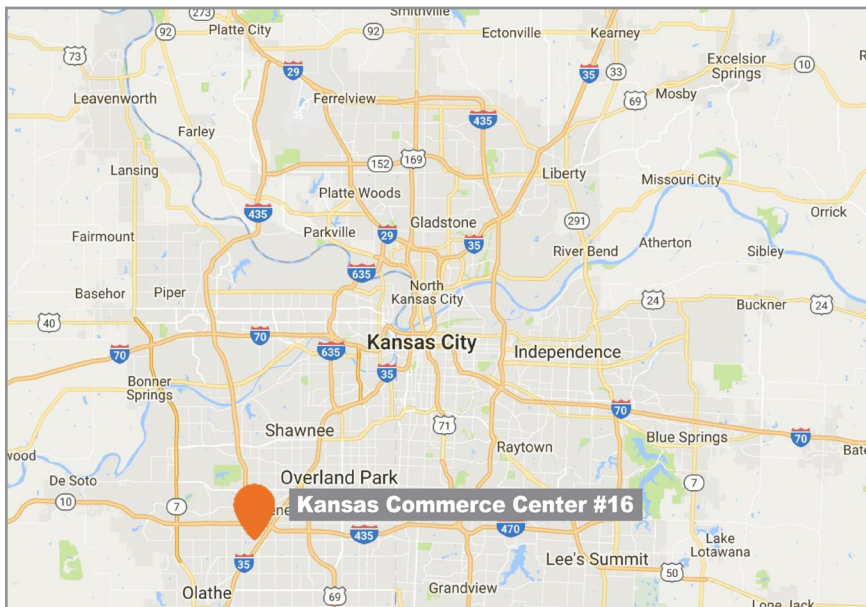 273
Smithville
92
Platte City
92
Ectonville
Kearney
73
29
35
33
Excelsior
Springs
10
Leavenworth
Ferrelview
69
Mosby
435
Farley
169
152
Lansing
Liberty
Missouri City
Platte Woods
435
Gladstone
291
Orrick
Fairmount
Parkville
29
35
River Bend
Atherton
Sibley
635
North
Kansas City
Basehor
Piper
24
Buckner
24
40
70
70
635
Kansas City
Independence
35
Bonner
Springs
70
71
Shawnee
Raytown
Blue Springs
70
wood
De Soto
Overland Park
7
7
10
Kansas Commerce Center #16
435
470
Lake
Lotawana
35
Lee's Summit
50
Olathe
69
Grandview
Lone Jack